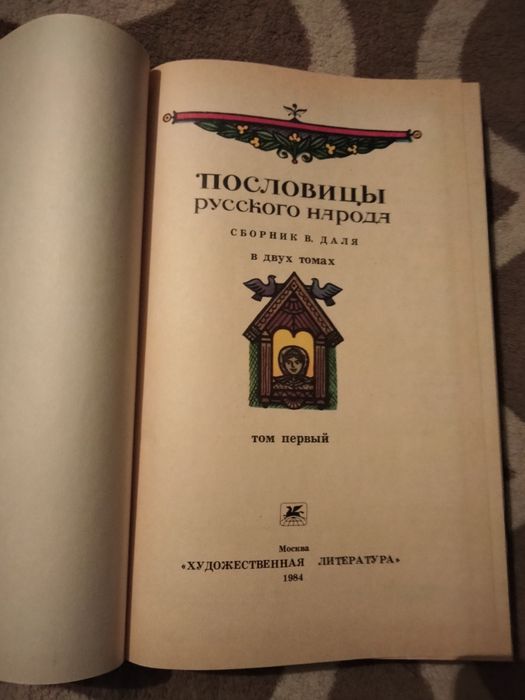 ПОСЛОВИЦЫ
РУССКОГО НАРОДА
СБОРНИК В. ДАЛЯ
В ДВУХ ТОМАХ
ТОМ ПЕРВЫЙ
Москва
«ХУДОЖЕСТВЕННАЯ ЛИТЕРАТУРА»
1984